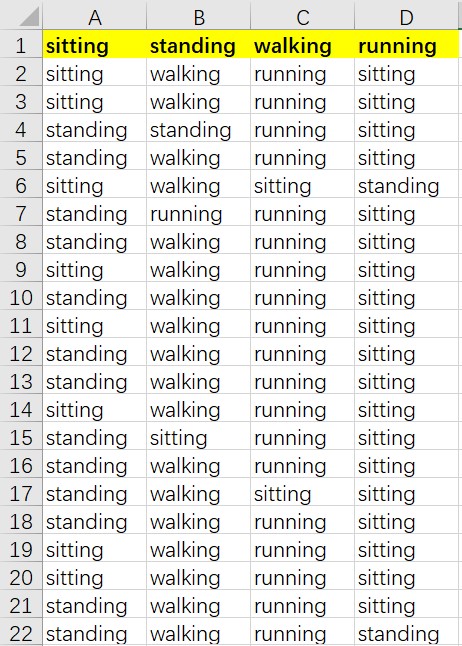 A B C D
1 sitting standing walking running
2 sitting walking running sitting
3 sitting walking running sitting
4 standing standing running sitting
5 standing walking running sitting
6 sitting walking sitting standing
7 standing running running sitting
8 standing walking running sitting
9 sitting walking running sitting
10 standing walking running sitting
11 sitting walking running sitting
12 standing walking running sitting
13 standing walking running sitting
14 sitting walking running sitting
15 standing sitting running sitting
16 standing walking running sitting
17 standing walking sitting sitting
18 standing walking running sitting
19 sitting walking running sitting
20 sitting walking running sitting
21 standing walking running sitting
22 standing walking running standing